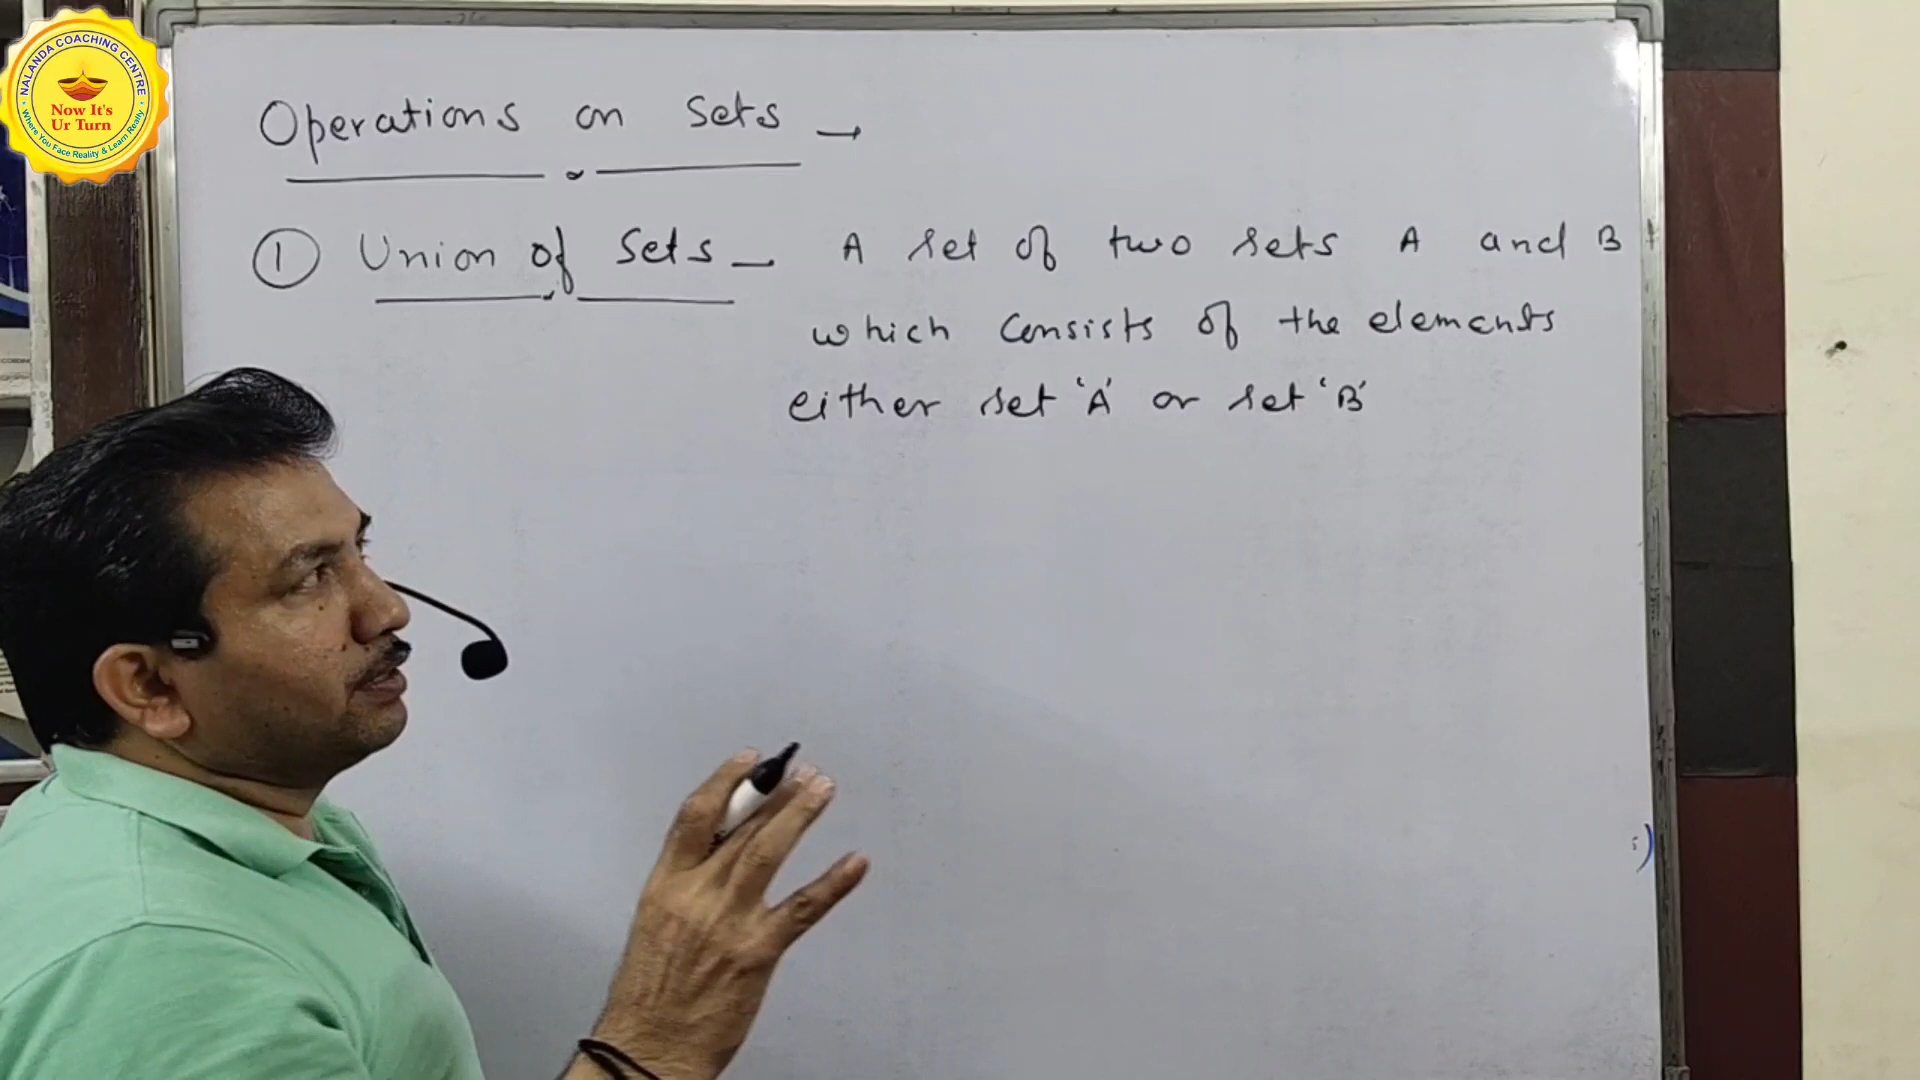 NALANDA COACHING CENTRE
Now It's
Ur Turn
Where You Face Reality & Learn Really
Operations on Sets →
① Union of Sets – A set of two sets A and B
which consists of the elements
either set 'A' or set 'B'
:)